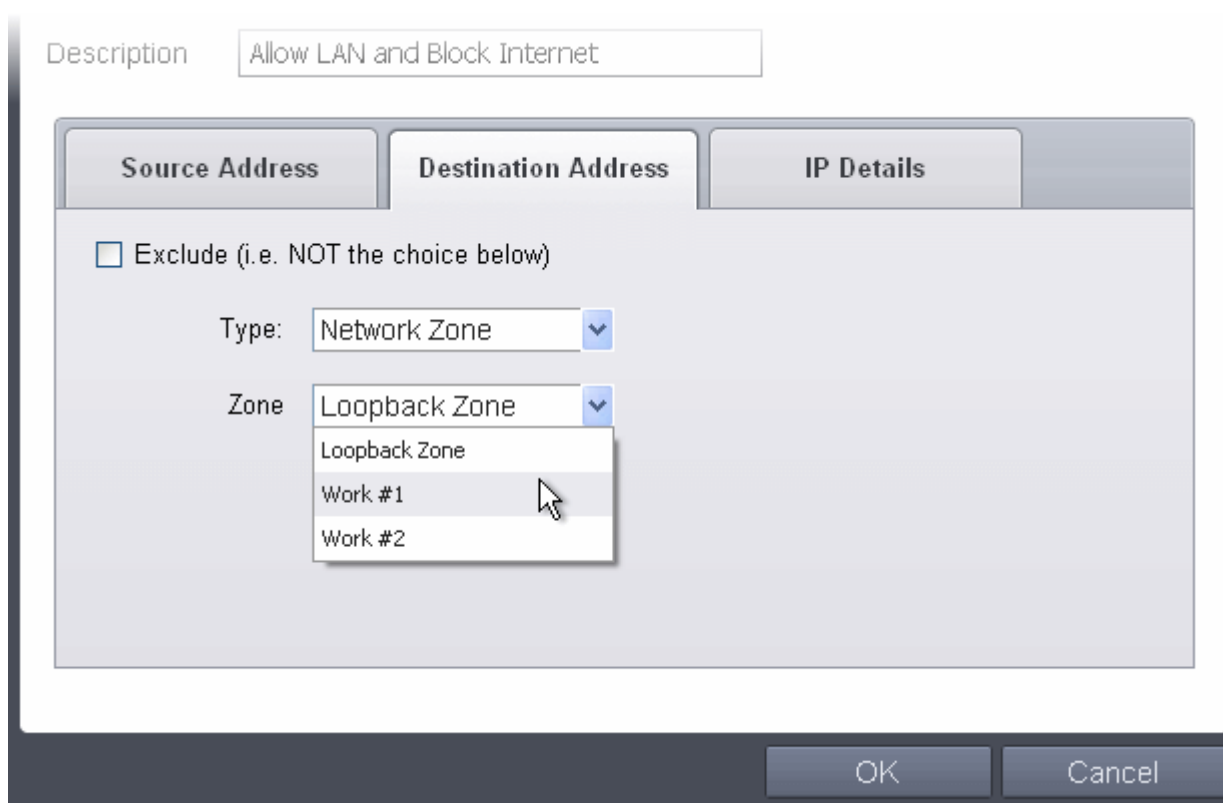 Description Allow LAN and Block Internet
Source Address Destination Address IP Details
Exclude (i.e. NOT the choice below)
Type: Network Zone
Zone Loopback Zone
Loopback Zone
Work #1
Work #2
OK Cancel